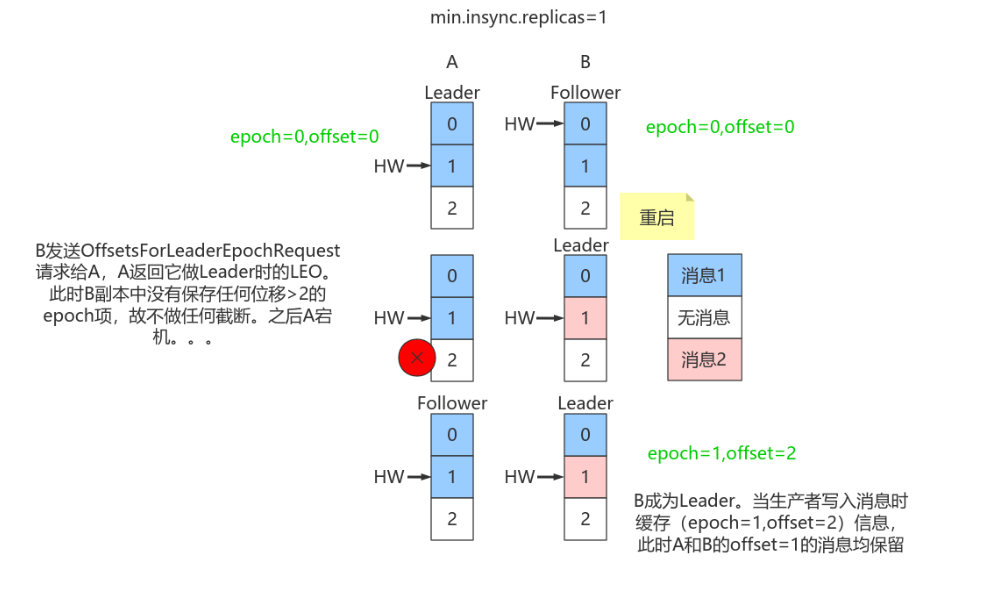 min.insync.replicas=1
A
B
Leader
Follower
0
HW
0
epoch=0,offset=0
epoch=0,offset=0
HW
1
1
2
2
重启
B发送OffsetsForLeaderEpochRequest
请求给A，A返回它做Leader时的LEO。
此时B副本中没有保存任何位移>2的
epoch项，故不做任何截断。之后A宕
机。。。
Leader
0
0
消息1
HW
1
HW
1
无消息
2
2
消息2
Follower
Leader
0
0
epoch=1,offset=2
HW
1
HW
1
2
2
B成为Leader。当生产者写入消息时
缓存（epoch=1,offset=2）信息，
此时A和B的offset=1的消息均保留